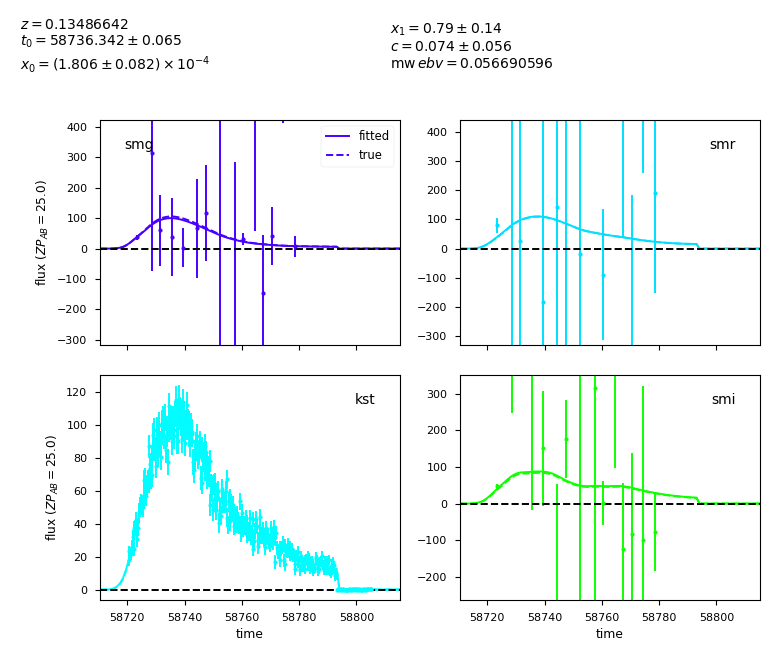 z = 0.13486642
t₀ = 58736.342 ± 0.065
x₀ = (1.806 ± 0.082) × 10⁻⁴
x₁ = 0.79 ± 0.14
c = 0.074 ± 0.056
mw ebv = 0.056690596
smg
fitted
true
400
300
200
100
0
−100
−200
−300
flux (ZP_AB = 25.0)
smr
400
300
200
100
0
−100
−200
−300
kst
120
100
80
60
40
20
0
flux (ZP_AB = 25.0)
58720 58740 58760 58780 58800
time
smi
300
200
100
0
−100
−200
58720 58740 58760 58780 58800
time